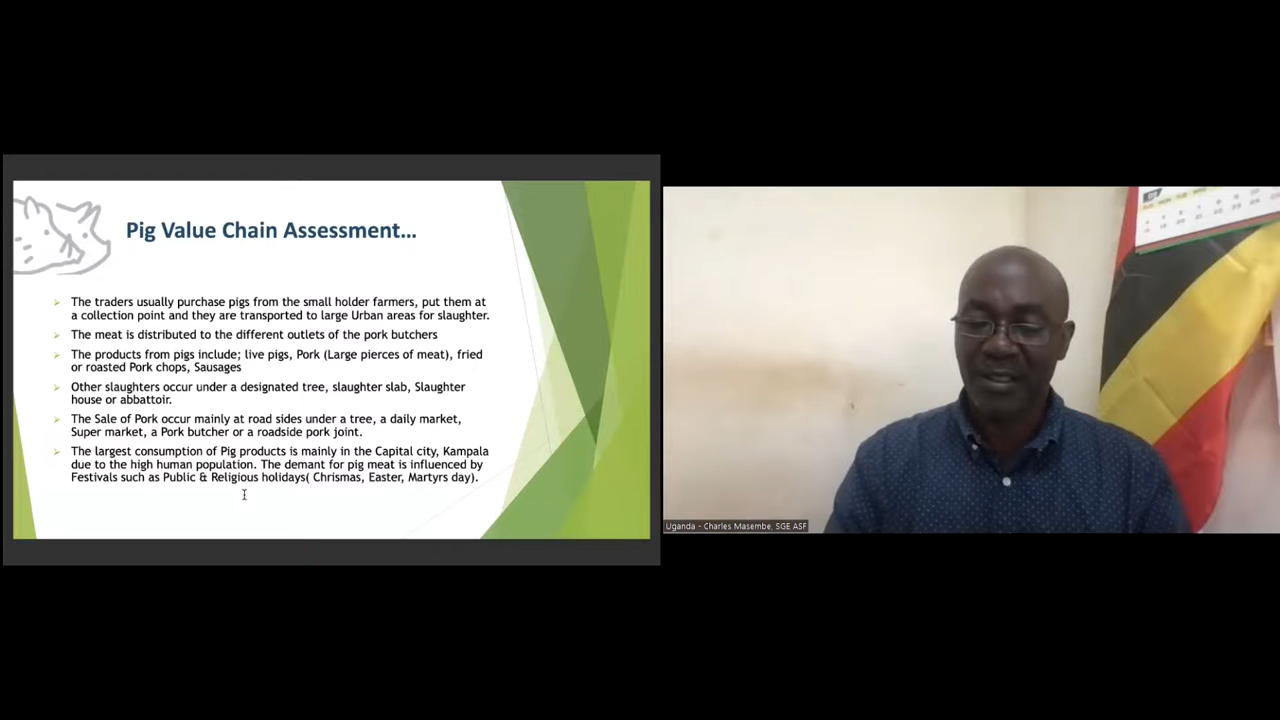 Pig Value Chain Assessment...
The traders usually purchase pigs from the small holder farmers, put them at
a collection point and they are transported to large Urban areas for slaughter.
The meat is distributed to the different outlets of the pork butchers
The products from pigs include; live pigs, Pork (Large pierces of meat), fried
or roasted Pork chops, Sausages
Other slaughters occur under a designated tree, slaughter slab, Slaughter
house or abbattoir.
The Sale of Pork occur mainly at road sides under a tree, a daily market,
Super market, a Pork butcher or a roadside pork joint.
The largest consumption of Pig products is mainly in the Capital city, Kampala
due to the high human population. The demant for pig meat is influenced by
Festivals such as Public & Religious holidays( Chrismas, Easter, Martyrs day).
Uganda - Charles Masembe, SGE ASF